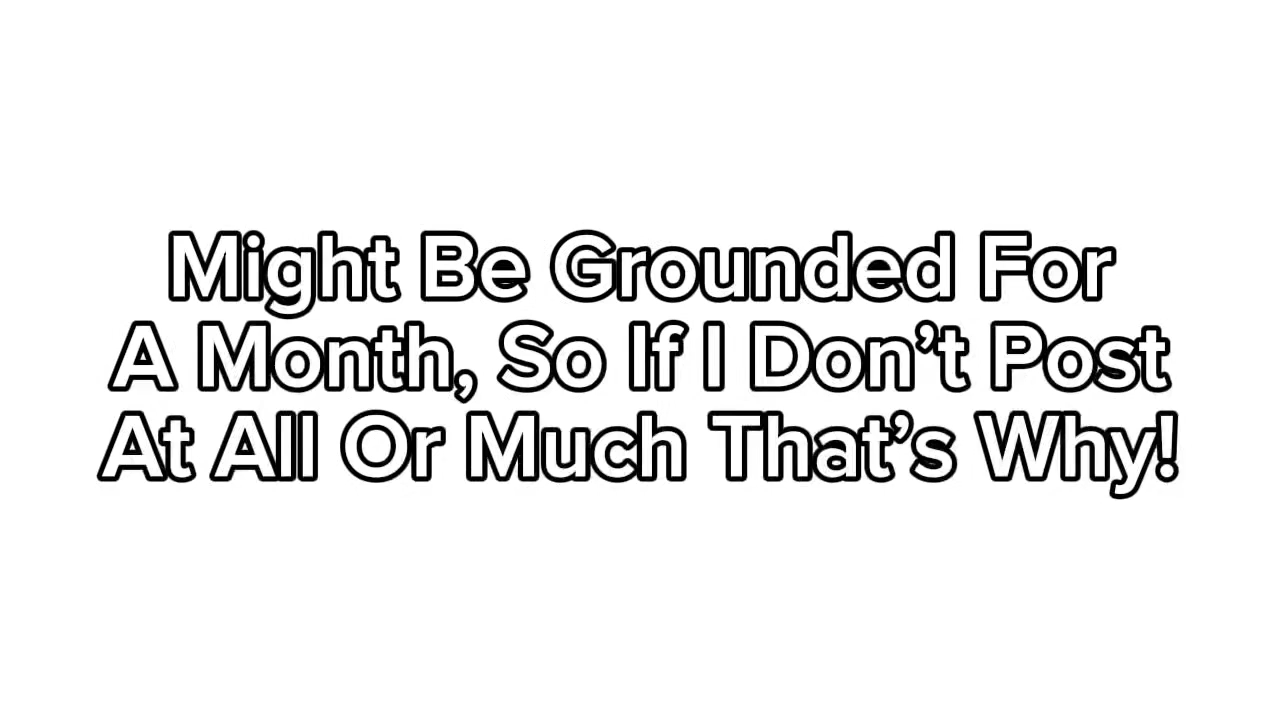 Might Be Grounded For
A Month, So If I Don’t Post
At All Or Much That’s Why!